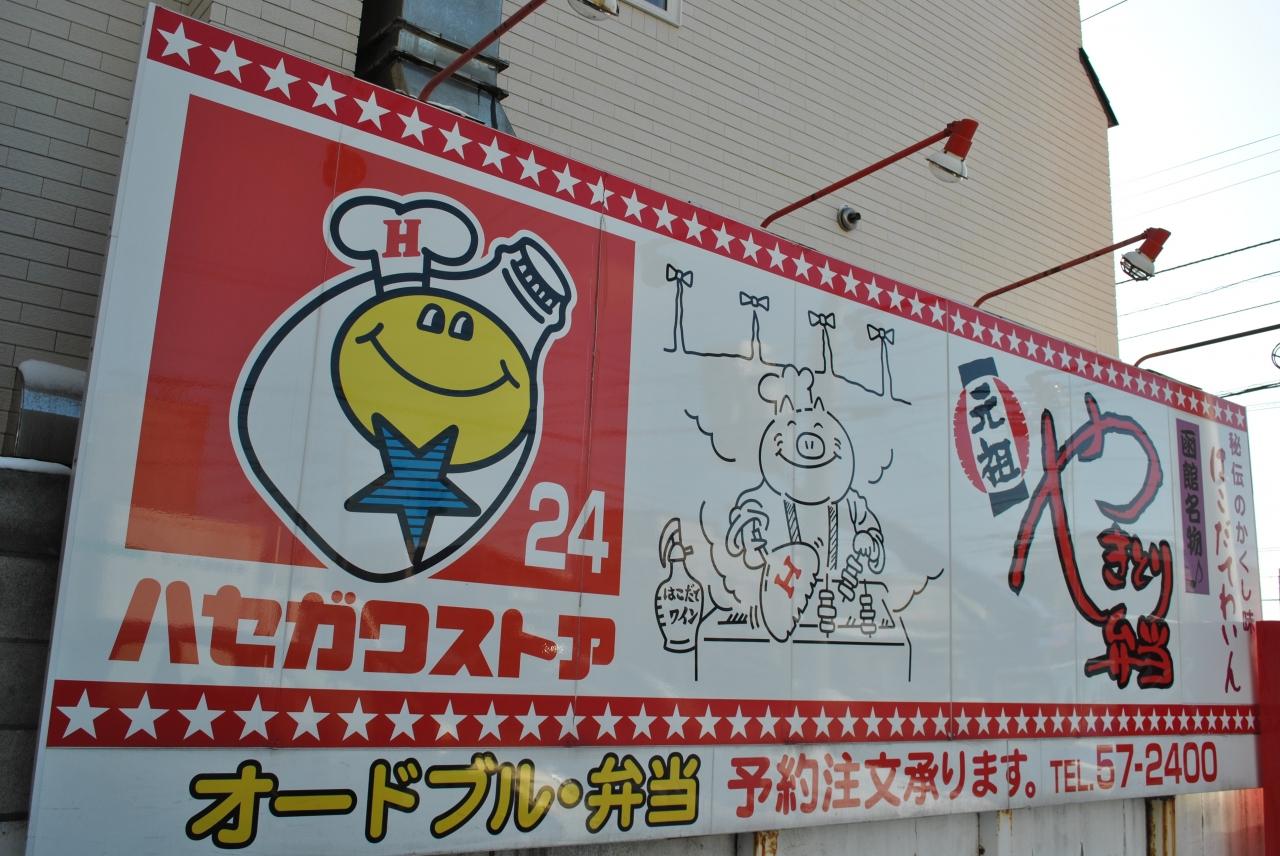 H
24
ハセガワストア
はこだて
ワイン
H
元祖
やきとり
弁当
函館名物♪
秘伝のかくし味
はこだてわいん
オードブル・弁当 予約注文承ります。 TEL.57-2400